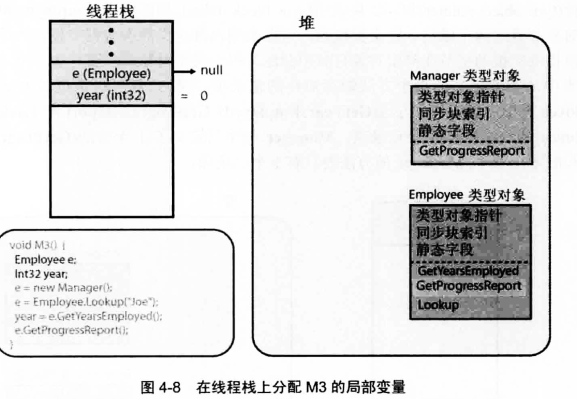 线程栈
e (Employee)
null
year (int32)
= 0
void M3() {
Employee e;
Int32 year;
e = new Manager();
e = Employee.Lookup("Joe");
year = e.GetYearsEmployed();
e.GetProgressReport();
}
堆
Manager 类型对象
类型对象指针
同步块索引
静态字段
GetProgressReport
Employee 类型对象
类型对象指针
同步块索引
静态字段
GetYearsEmployed
GetProgressReport
Lookup
图 4-8 在线程栈上分配 M3 的局部变量